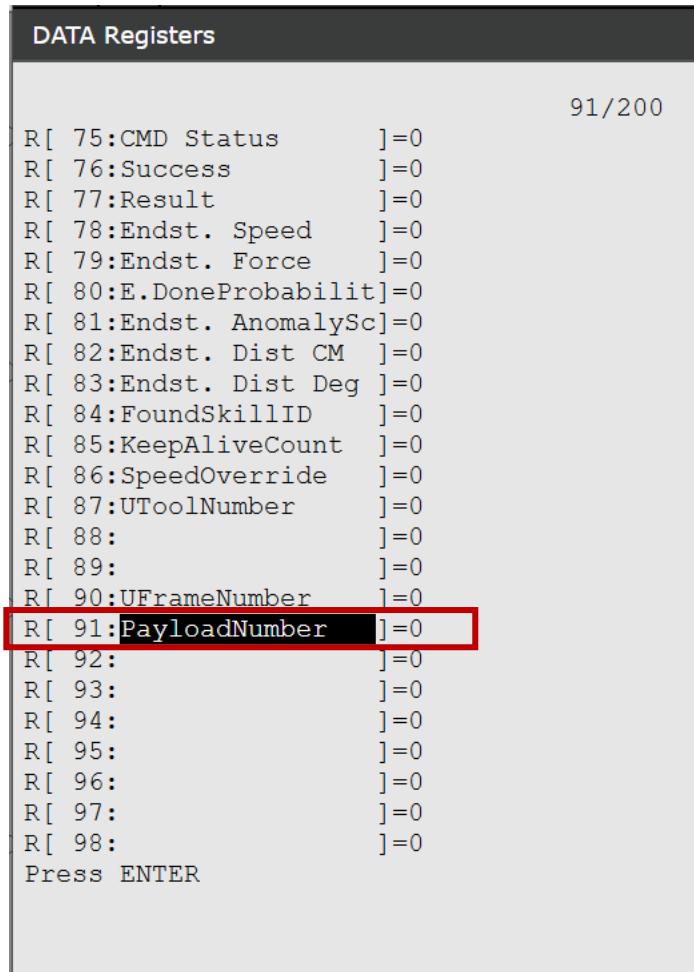 DATA Registers
91/200
R[ 75:CMD Status ]=0
R[ 76:Success ]=0
R[ 77:Result ]=0
R[ 78:Endst. Speed ]=0
R[ 79:Endst. Force ]=0
R[ 80:E.DoneProbabilit]=0
R[ 81:Endst. AnomalySc]=0
R[ 82:Endst. Dist CM ]=0
R[ 83:Endst. Dist Deg ]=0
R[ 84:FoundSkillID ]=0
R[ 85:KeepAliveCount ]=0
R[ 86:SpeedOverride ]=0
R[ 87:UToolNumber ]=0
R[ 88: ]=0
R[ 89: ]=0
R[ 90:UFrameNumber ]=0
R[ 91:PayloadNumber ]=0
R[ 92: ]=0
R[ 93: ]=0
R[ 94: ]=0
R[ 95: ]=0
R[ 96: ]=0
R[ 97: ]=0
R[ 98: ]=0
Press ENTER